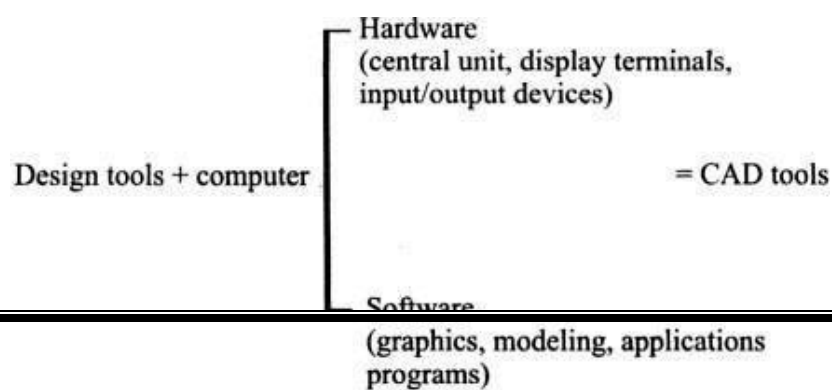 Hardware
(central unit, display terminals,
input/output devices)
Design tools + computer
= CAD tools
Software
(graphics, modeling, applications
programs)